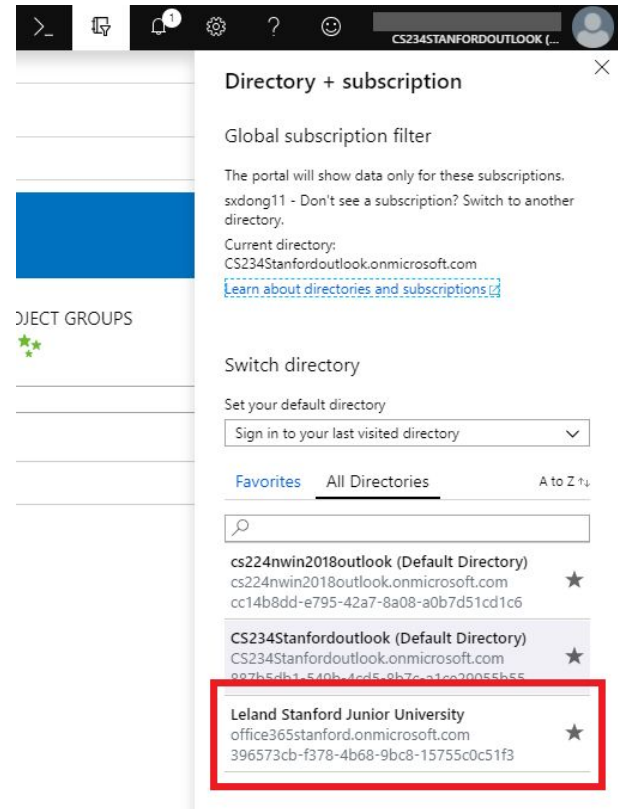 >_
1
?
CS234STANFORDOUTLOOK (...
Directory + subscription
Global subscription filter
The portal will show data only for these subscriptions.
sxdong11 - Don't see a subscription? Switch to another
directory.
Current directory:
CS234Stanfordoutlook.onmicrosoft.com
Learn about directories and subscriptions
OJECT GROUPS
Switch directory
Set your default directory
Sign in to your last visited directory
Favorites All Directories A to Z ↑↓
cs224nwin2018outlook (Default Directory)
cs224nwin2018outlook.onmicrosoft.com
cc14b8dd-e795-42a7-8a08-a0b7d51cd1c6
CS234Stanfordoutlook (Default Directory)
CS234Stanfordoutlook.onmicrosoft.com
Leland Stanford Junior University
office365stanford.onmicrosoft.com
396573cb-f378-4b68-9bc8-15755c0c51f3